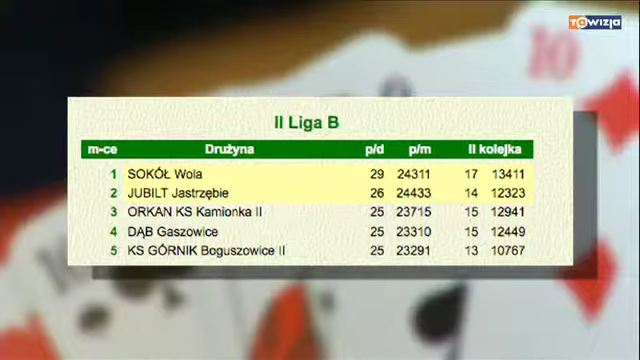 TOwizja
10
II Liga B
m-ce Drużyna p/d p/m II kolejka
1 SOKÓŁ Wola 29 24311 17 13411
2 JUBILT Jastrzębie 26 24433 14 12323
3 ORKAN KS Kamionka II 25 23715 15 12941
4 DĄB Gaszowice 25 23310 15 12449
5 KS GÓRNIK Boguszowice II 25 23291 13 10767